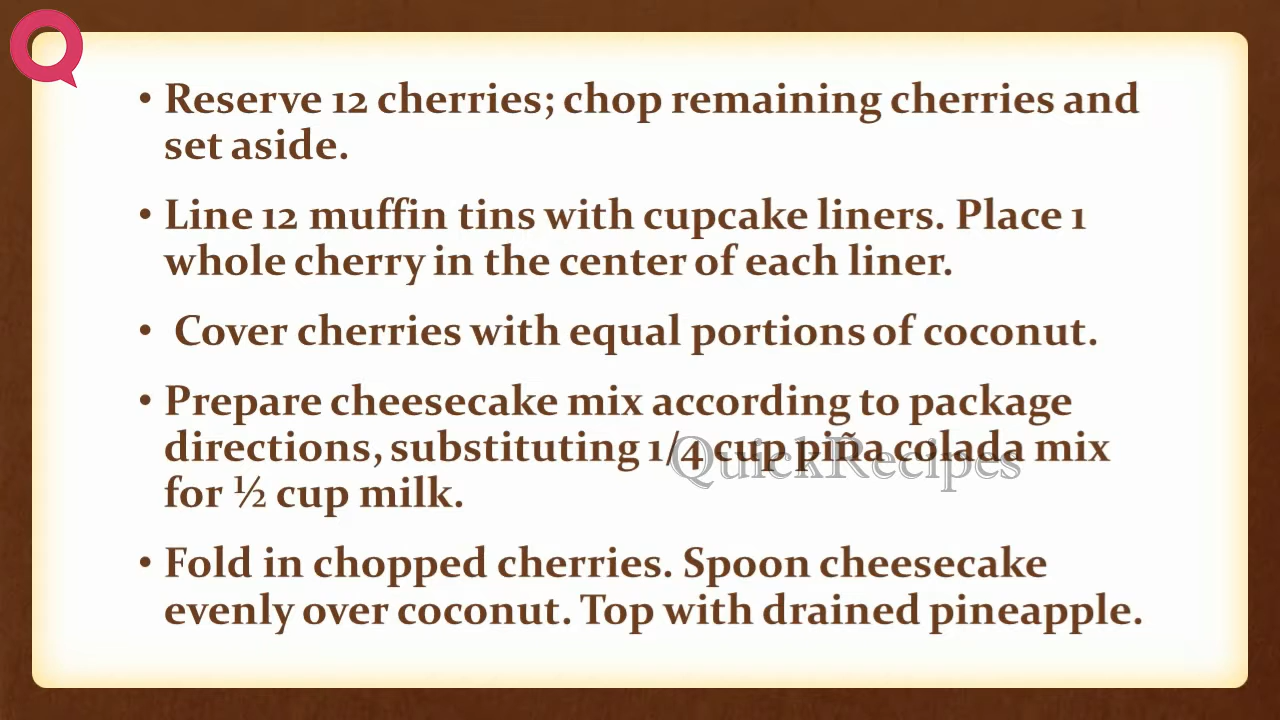 • Reserve 12 cherries; chop remaining cherries and
set aside.
• Line 12 muffin tins with cupcake liners. Place 1
whole cherry in the center of each liner.
• Cover cherries with equal portions of coconut.
• Prepare cheesecake mix according to package
directions, substituting 1/4 cup piña colada mix
for ½ cup milk.
QuickRecipes
• Fold in chopped cherries. Spoon cheesecake
evenly over coconut. Top with drained pineapple.